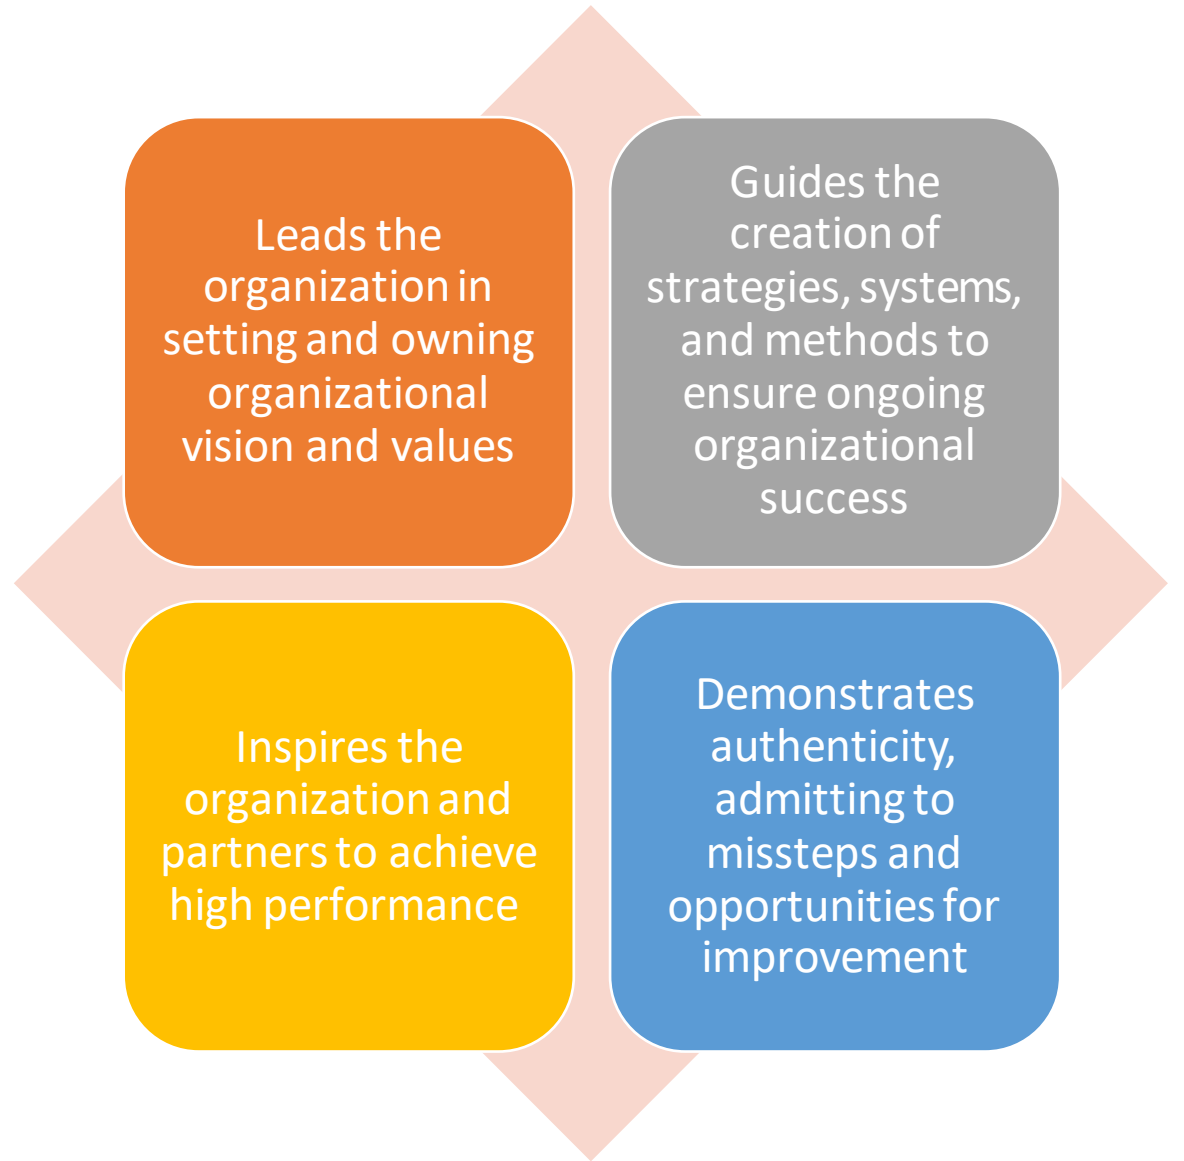 Leads the
organization in
setting and owning
organizational
vision and values
Guides the
creation of
strategies, systems,
and methods to
ensure ongoing
organizational
success
Inspires the
organization and
partners to achieve
high performance
Demonstrates
authenticity,
admitting to
missteps and
opportunities for
improvement